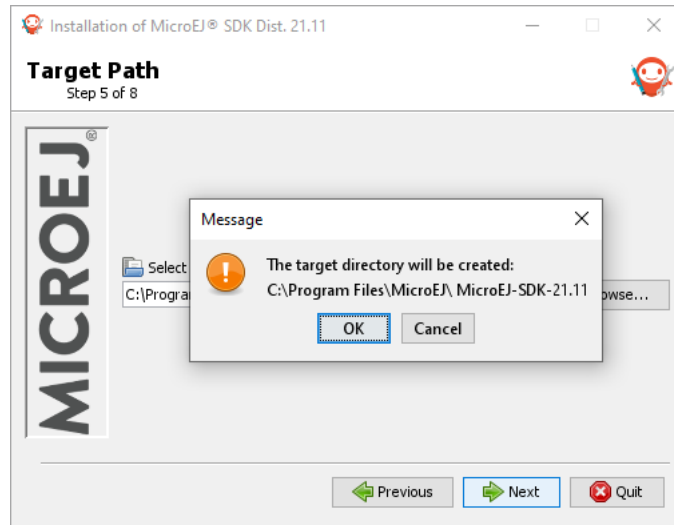 Installation of MicroEJ® SDK Dist. 21.11
Target Path
Step 5 of 8
MICROEJ®
Message
Select
The target directory will be created:
C:\Program Files\MicroEJ\ MicroEJ-SDK-21.11
C:\Progra
owse...
OK
Cancel
Previous
Next
Quit